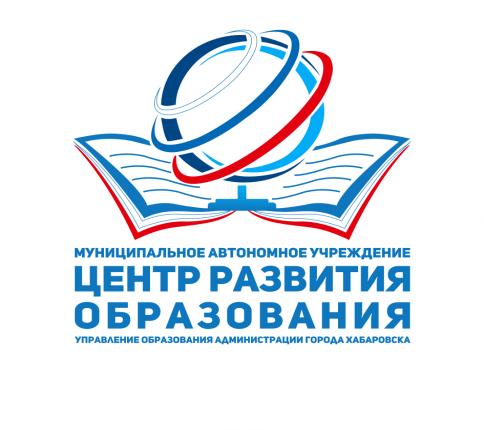 МУНИЦИПАЛЬНОЕ АВТОНОМНОЕ УЧРЕЖДЕНИЕ
ЦЕНТР РАЗВИТИЯ
ОБРАЗОВАНИЯ
УПРАВЛЕНИЕ ОБРАЗОВАНИЯ АДМИНИСТРАЦИИ ГОРОДА ХАБАРОВСКА